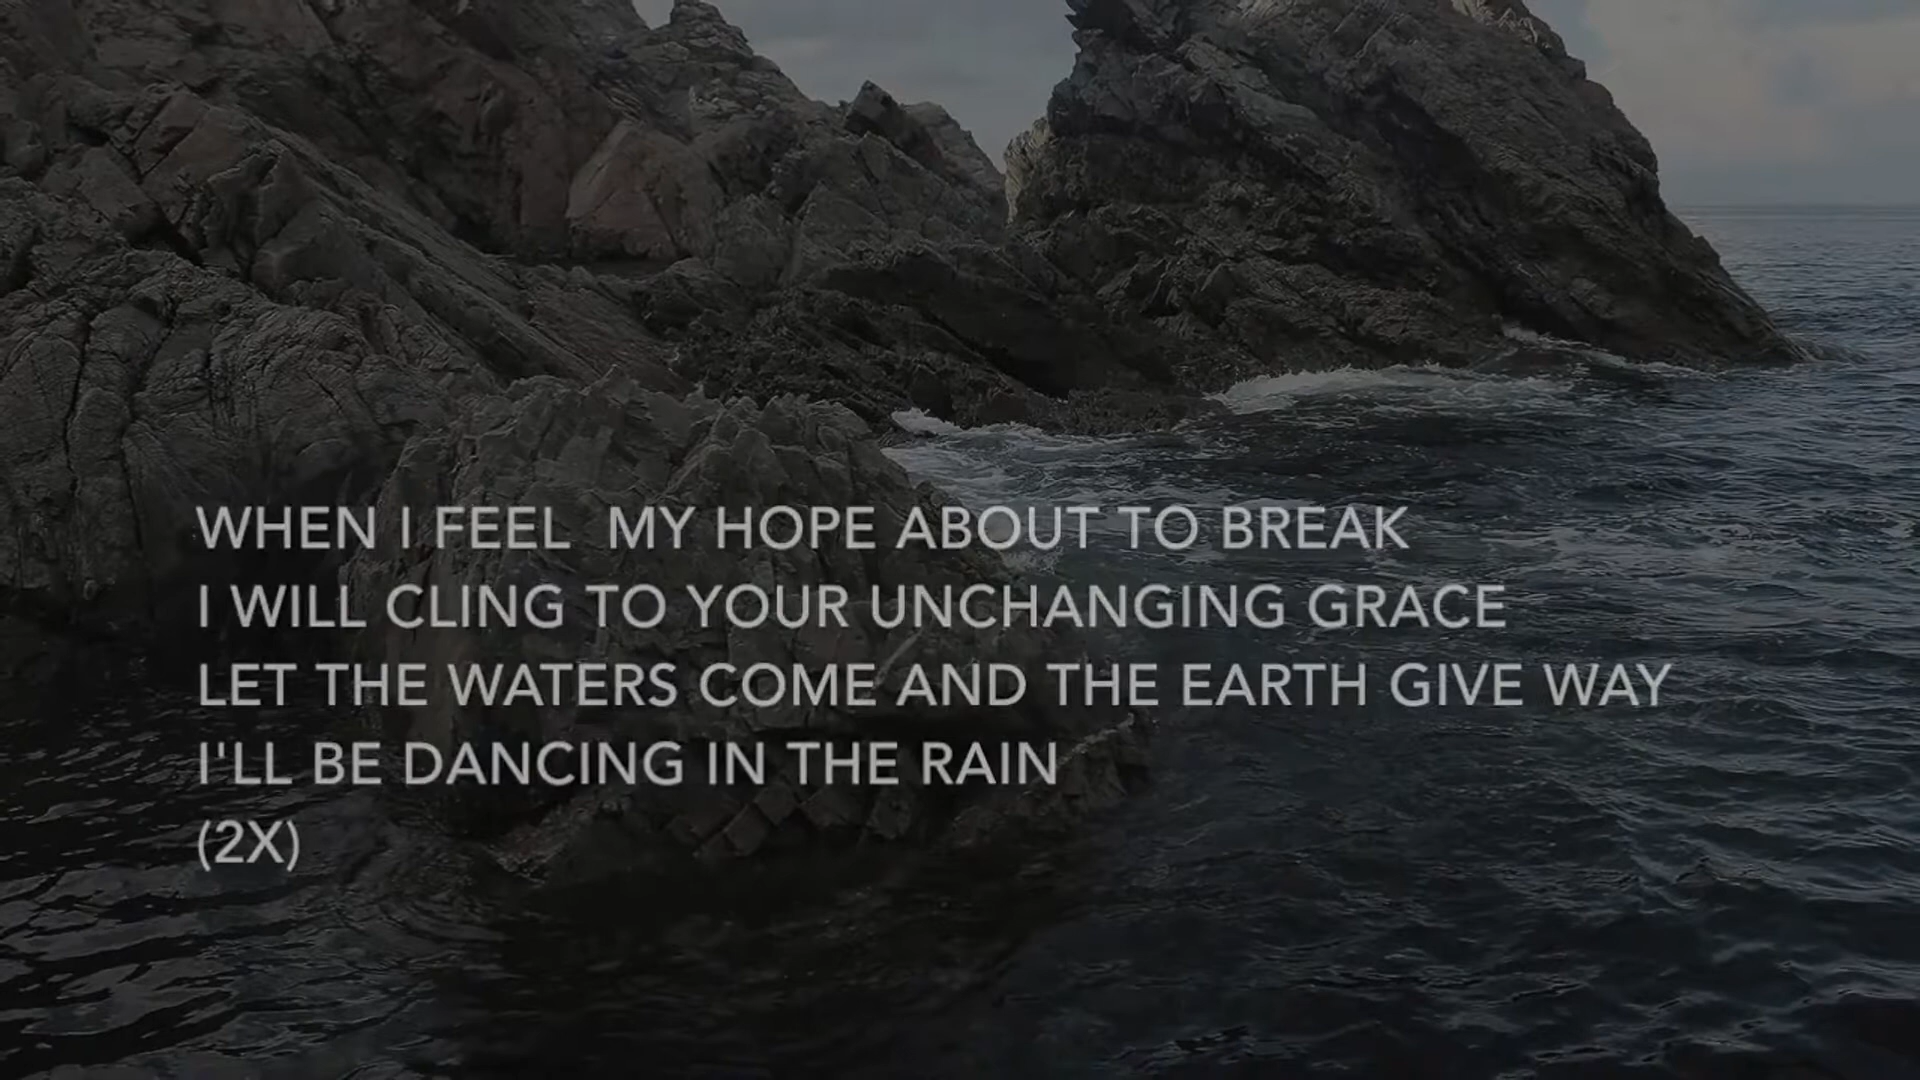 WHEN I FEEL  MY HOPE ABOUT TO BREAK
I WILL CLING TO YOUR UNCHANGING GRACE
LET THE WATERS COME AND THE EARTH GIVE WAY
I'LL BE DANCING IN THE RAIN
(2X)